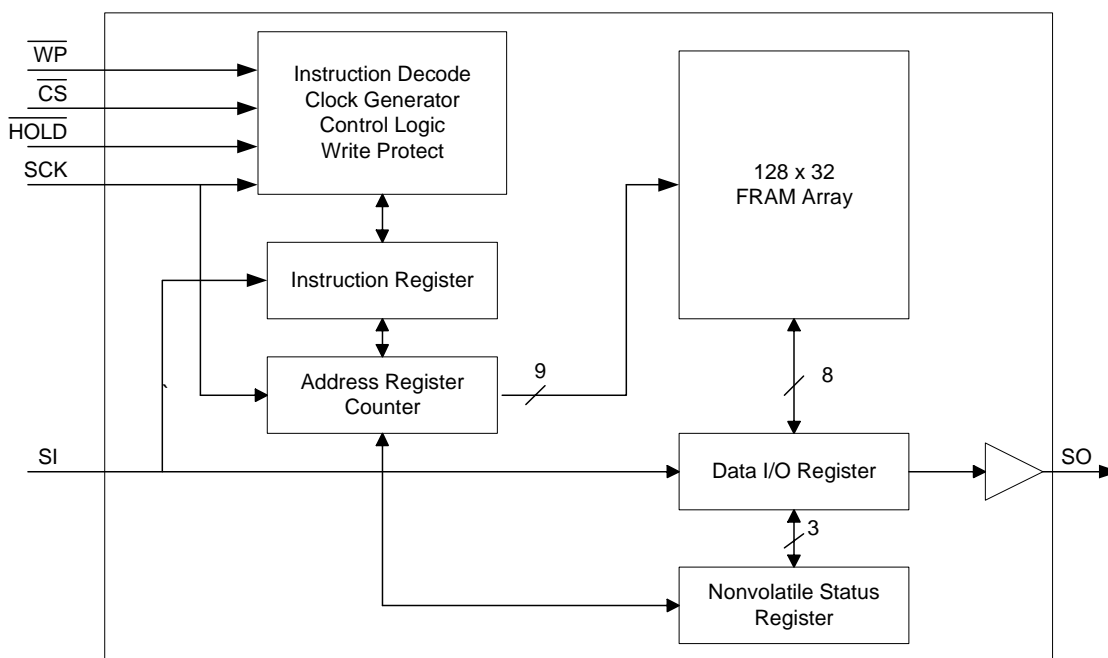 WP
CS
HOLD
SCK
Instruction Decode
Clock Generator
Control Logic
Write Protect
128 x 32
FRAM Array
Instruction Register
Address Register
Counter
9
8
SI
Data I/O Register
SO
3
Nonvolatile Status
Register